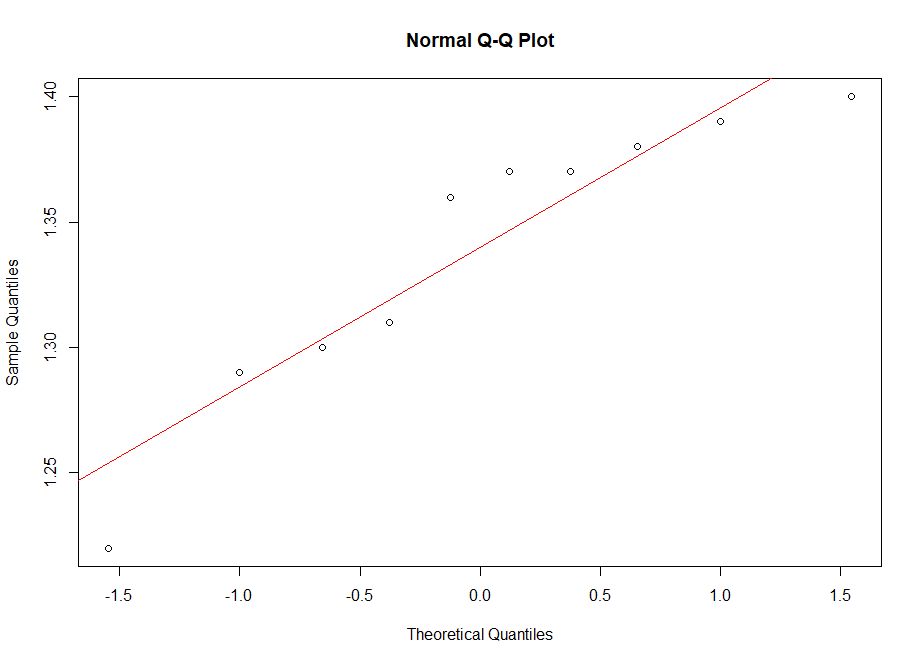 Normal Q-Q Plot
1.40
1.35
1.30
1.25
Sample Quantiles
-1.5 -1.0 -0.5 0.0 0.5 1.0 1.5
Theoretical Quantiles